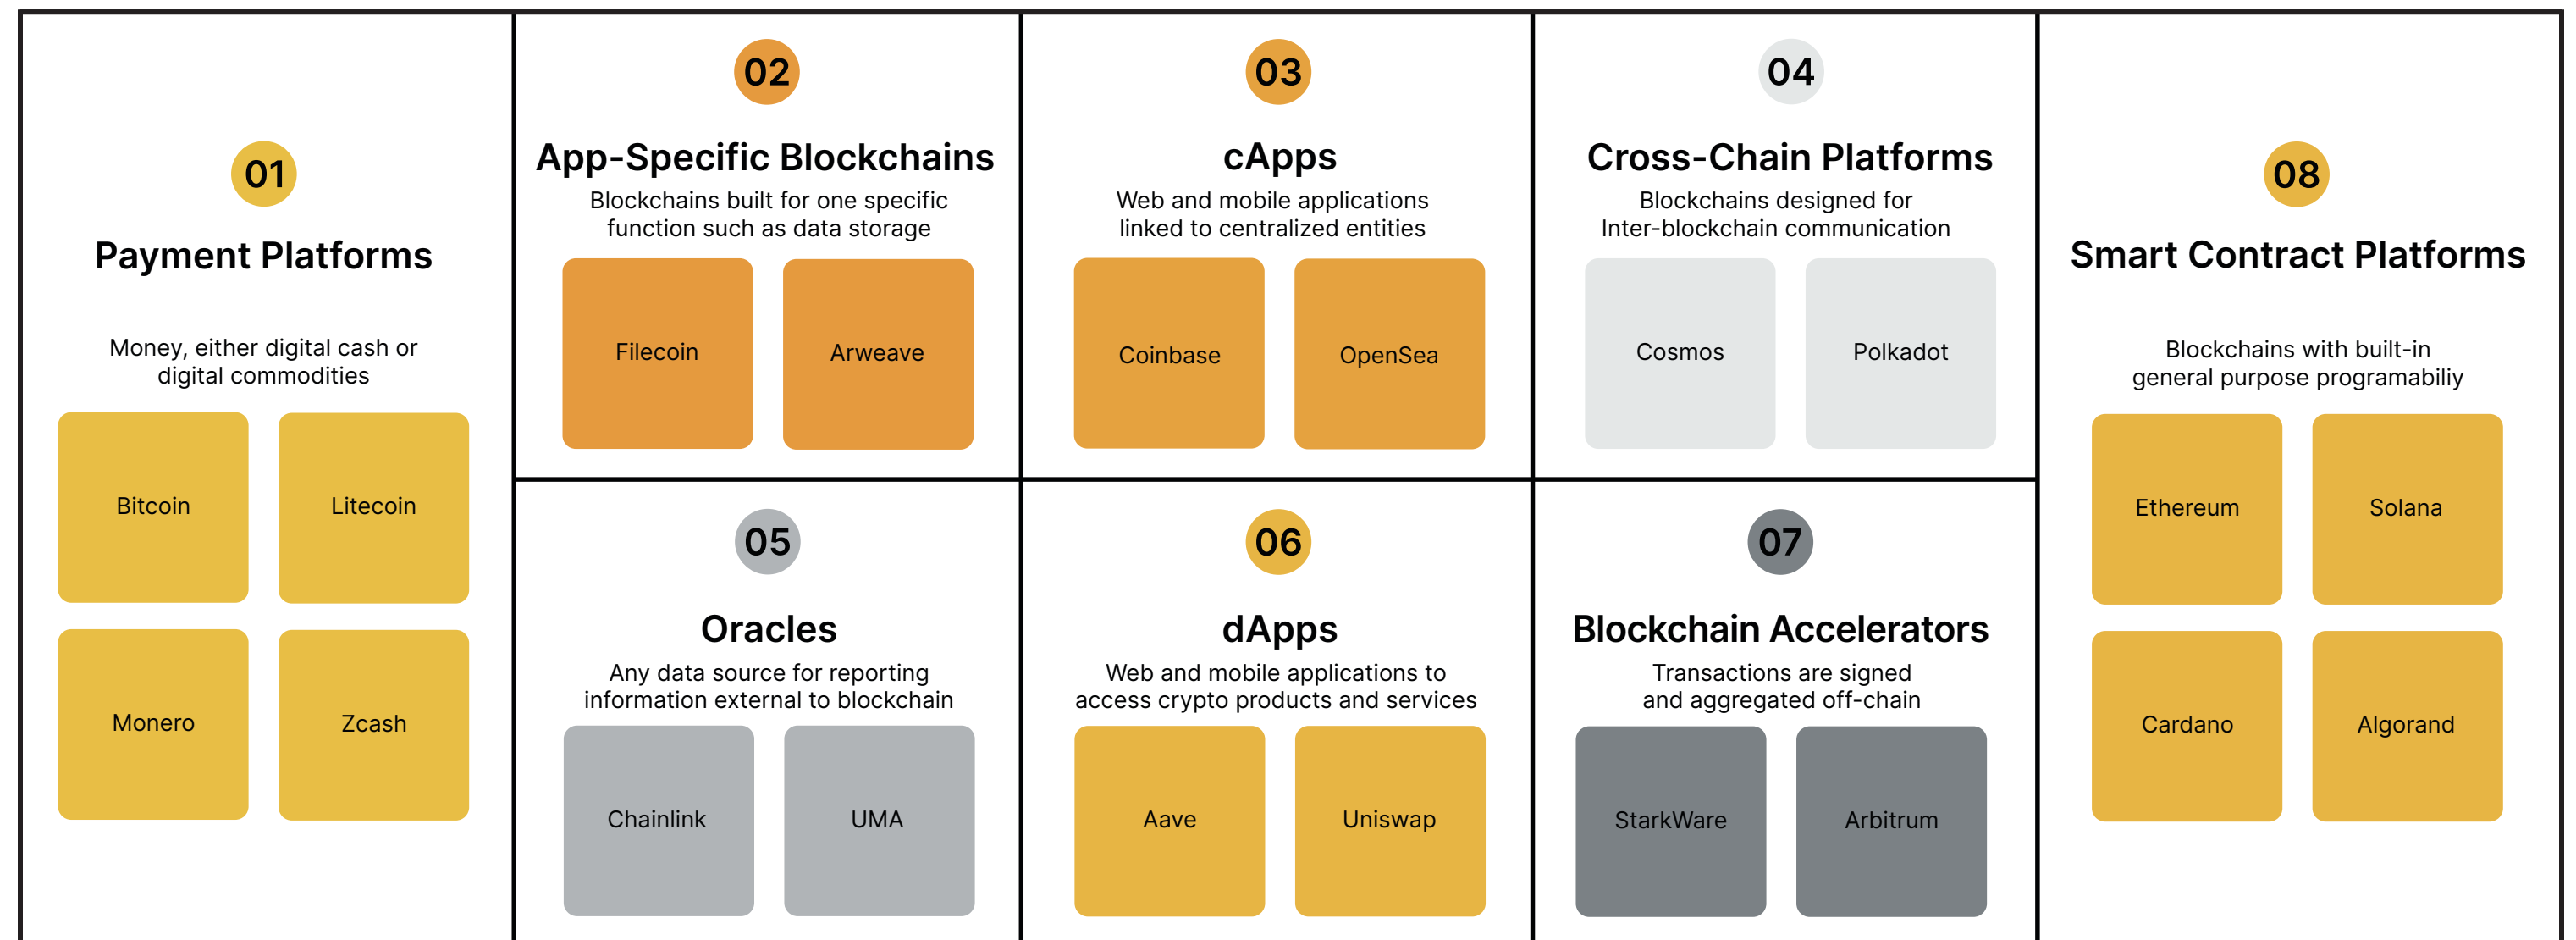 01
Payment Platforms
Money, either digital cash or
digital commodities
Bitcoin
Litecoin
Monero
Zcash
02
App-Specific Blockchains
Blockchains built for one specific
function such as data storage
Filecoin
Arweave
03
cApps
Web and mobile applications
linked to centralized entities
Coinbase
OpenSea
04
Cross-Chain Platforms
Blockchains designed for
Inter-blockchain communication
Cosmos
Polkadot
05
Oracles
Any data source for reporting
information external to blockchain
Chainlink
UMA
06
dApps
Web and mobile applications to
access crypto products and services
Aave
Uniswap
07
Blockchain Accelerators
Transactions are signed
and aggregated off-chain
StarkWare
Arbitrum
08
Smart Contract Platforms
Blockchains with built-in
general purpose programabiliy
Ethereum
Solana
Cardano
Algorand